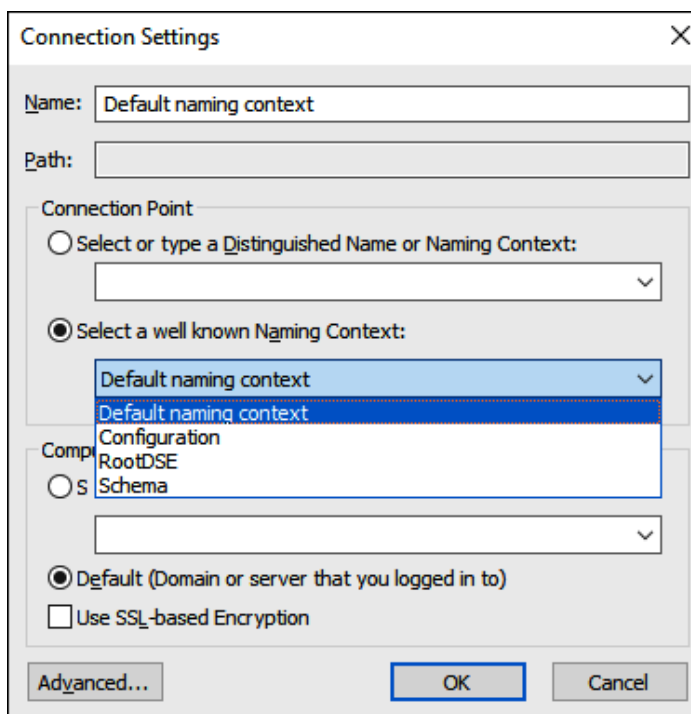 Connection Settings
Name: Default naming context
Path:
Connection Point
Select or type a Distinguished Name or Naming Context:
Select a well known Naming Context:
Default naming context
Default naming context
Configuration
RootDSE
Schema
Default (Domain or server that you logged in to)
Use SSL-based Encryption
Advanced...
OK
Cancel